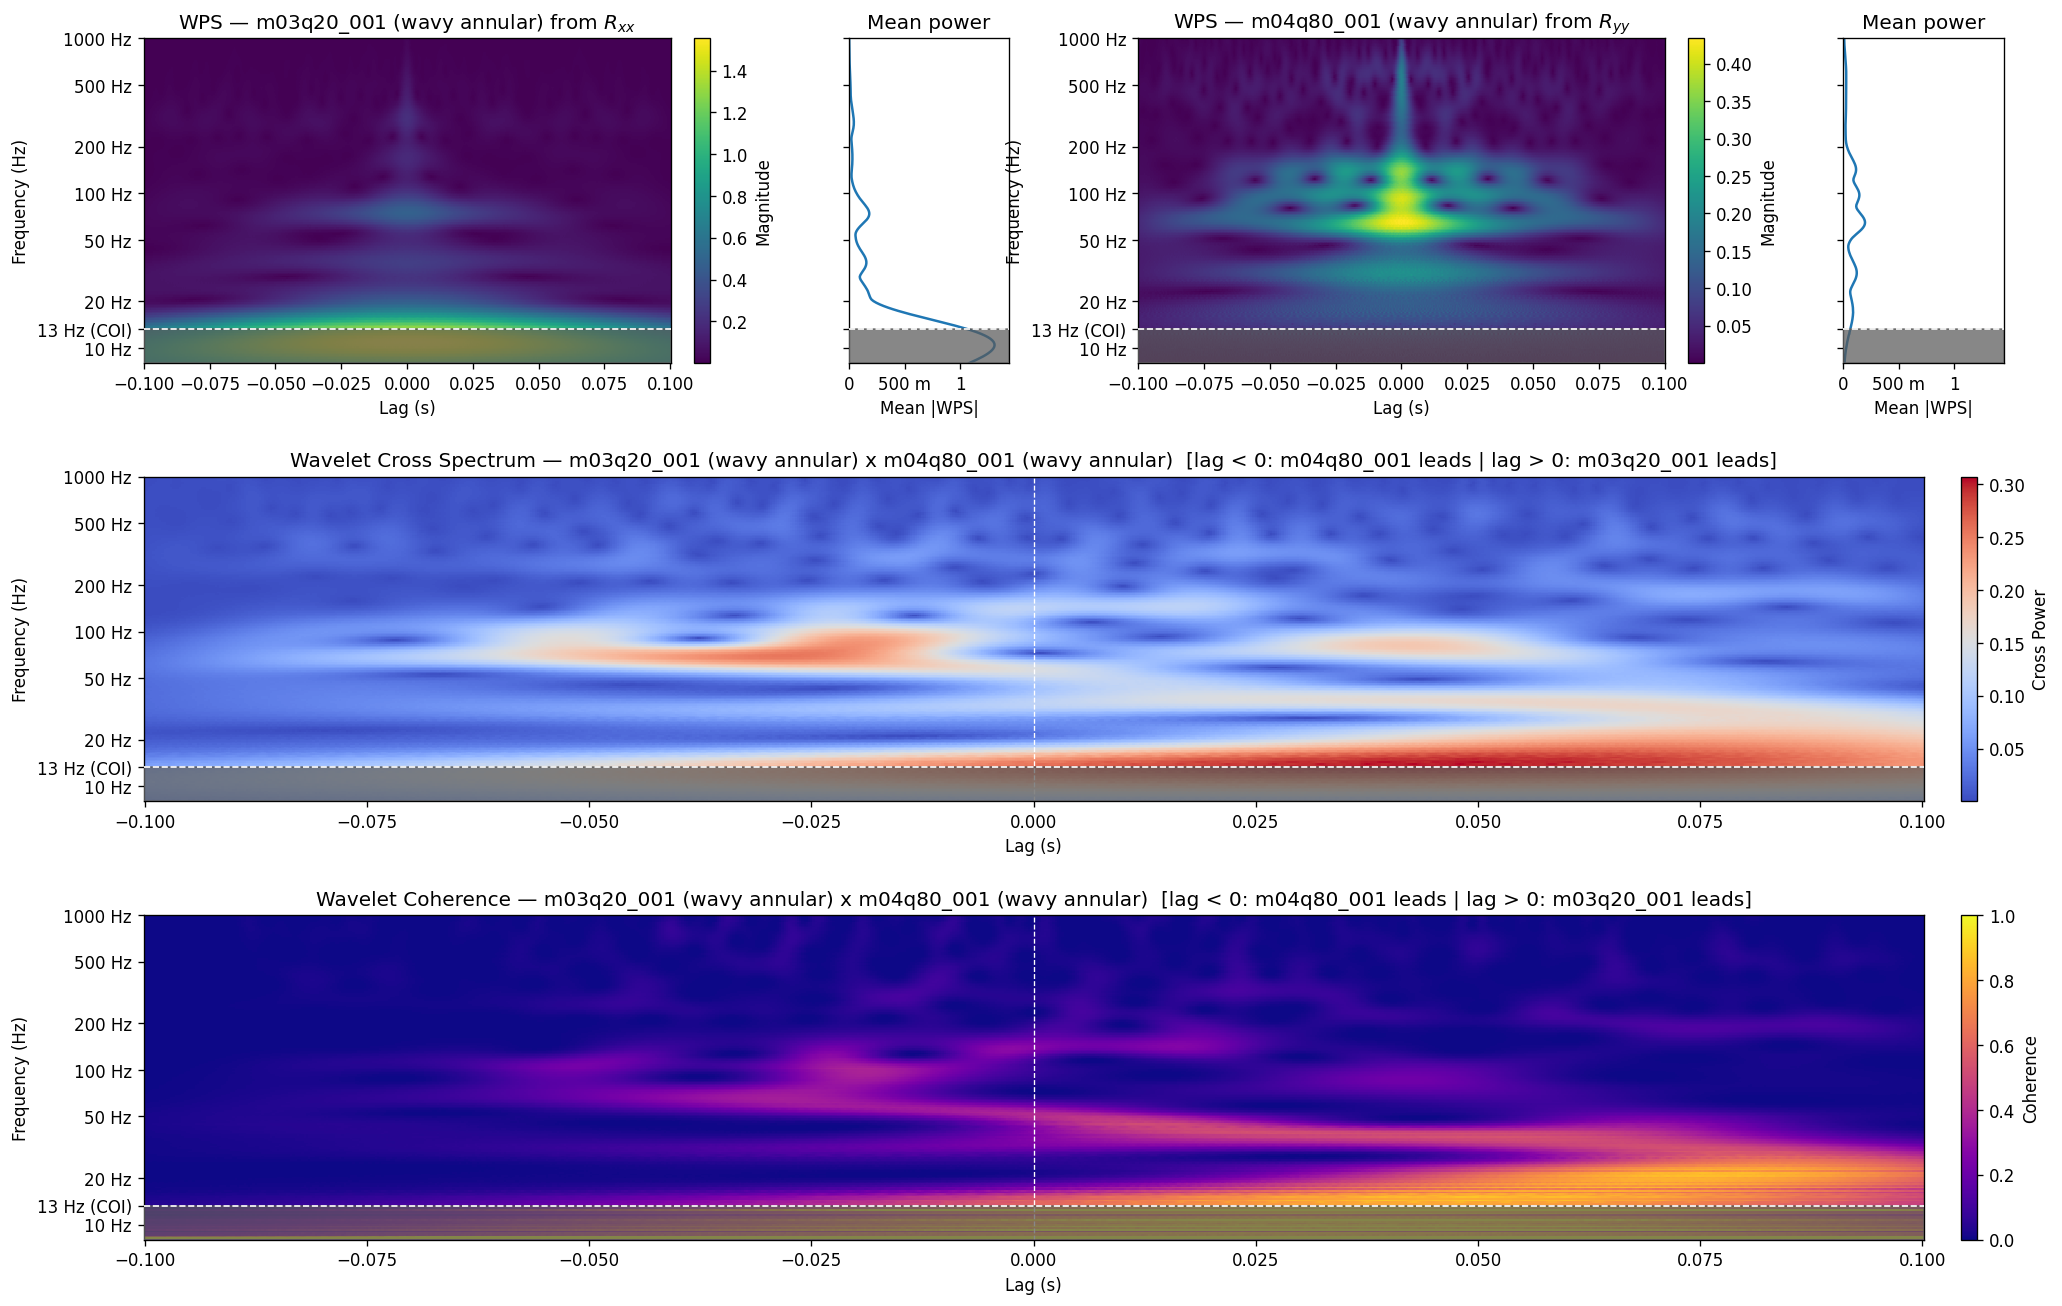 WPS — m03q20_001 (wavy annular) from Rxx
Mean power
WPS — m04q80_001 (wavy annular) from Ryy
Mean power
1000 Hz
500 Hz
200 Hz
100 Hz
50 Hz
20 Hz
13 Hz (COI)
10 Hz
Frequency (Hz)
−0.100 −0.075 −0.050 −0.025 0.000 0.025 0.050 0.075 0.100
Lag (s)
1.4
1.2
1.0
0.8
0.6
0.4
0.2
Magnitude
0 500 m 1
Mean |WPS|
Frequency (Hz)
1000 Hz
500 Hz
200 Hz
100 Hz
50 Hz
20 Hz
13 Hz (COI)
10 Hz
−0.100 −0.075 −0.050 −0.025 0.000 0.025 0.050 0.075 0.100
Lag (s)
0.40
0.35
0.30
0.25
0.20
0.15
0.10
0.05
Magnitude
0 500 m 1
Mean |WPS|
Wavelet Cross Spectrum — m03q20_001 (wavy annular) x m04q80_001 (wavy annular) [lag < 0: m04q80_001 leads | lag > 0: m03q20_001 leads]
1000 Hz
500 Hz
200 Hz
100 Hz
50 Hz
20 Hz
13 Hz (COI)
10 Hz
Frequency (Hz)
−0.100 −0.075 −0.050 −0.025 0.000 0.025 0.050 0.075 0.100
Lag (s)
0.30
0.25
0.20
0.15
0.10
0.05
Cross Power
Wavelet Coherence — m03q20_001 (wavy annular) x m04q80_001 (wavy annular) [lag < 0: m04q80_001 leads | lag > 0: m03q20_001 leads]
1000 Hz
500 Hz
200 Hz
100 Hz
50 Hz
20 Hz
13 Hz (COI)
10 Hz
Frequency (Hz)
−0.100 −0.075 −0.050 −0.025 0.000 0.025 0.050 0.075 0.100
Lag (s)
1.0
0.8
0.6
0.4
0.2
0.0
Coherence